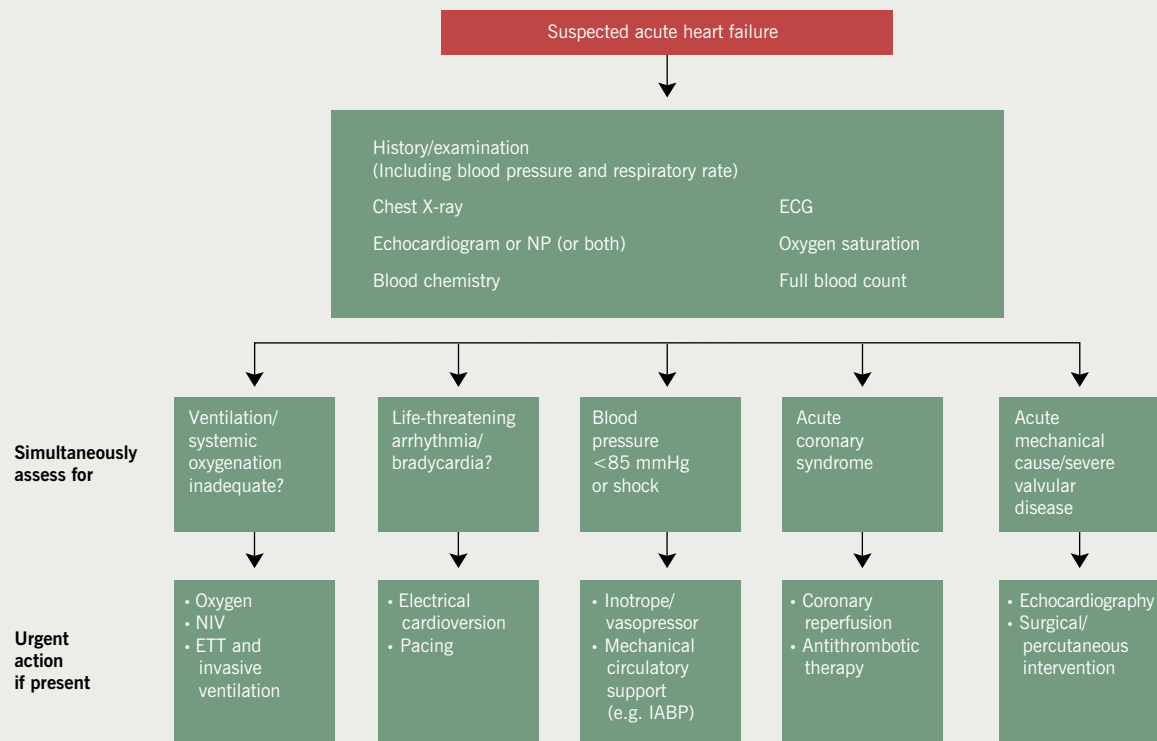 Suspected acute heart failure
History/examination
(Including blood pressure and respiratory rate)
Chest X-ray
ECG
Echocardiogram or NP (or both)
Oxygen saturation
Blood chemistry
Full blood count
Simultaneously
assess for
Ventilation/
systemic
oxygenation
inadequate?
Life-threatening
arrhythmia/
bradycardia?
Blood
pressure
<85 mmHg
or shock
Acute
coronary
syndrome
Acute
mechanical
cause/severe
valvular
disease
Urgent
action
if present
• Oxygen
• NIV
• ETT and
invasive
ventilation
• Electrical
cardioversion
• Pacing
• Inotrope/
vasopressor
• Mechanical
circulatory
support
(e.g. IABP)
• Coronary
reperfusion
• Antithrombotic
therapy
• Echocardiography
• Surgical/
percutaneous
intervention